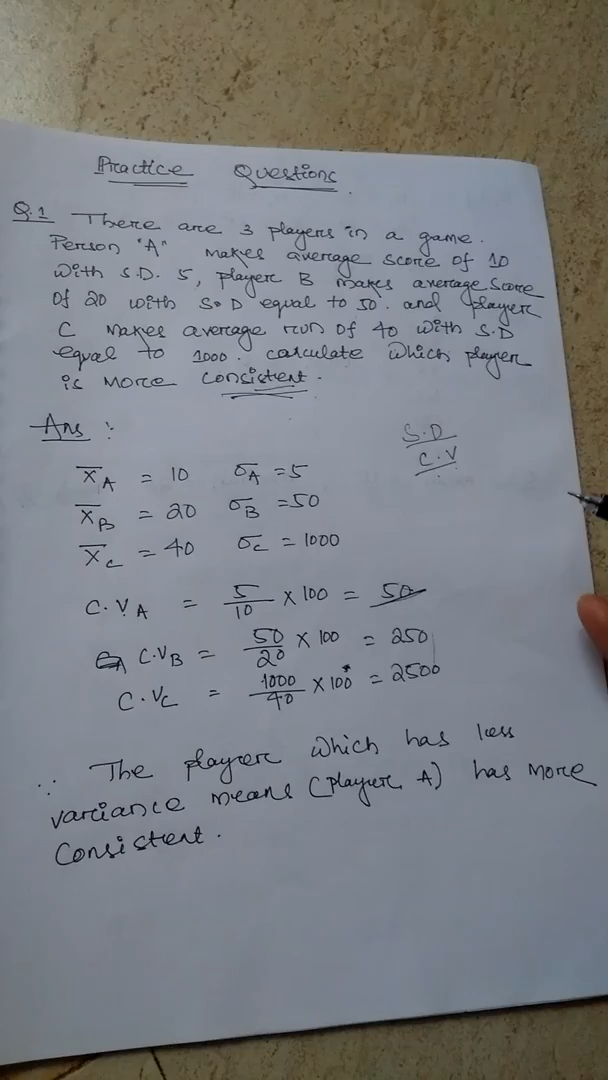 Practice Questions.
Q.1 There are 3 players in a game.
Person "A" makes average score of 10
with S.D. 5, player B makes average score
of 20 with S.D equal to 50. and player
C makes average run of 40 with S.D
equal to 1000. calculate which player
is more consistent.
Ans :
S.D
C.V
X̄A = 10 σA = 5
X̄B = 20 σB = 50
X̄C = 40 σC = 1000
C.VA = 5/10 × 100 = 50
C.VB = 50/20 × 100 = 250
C.VC = 1000/40 × 100 = 2500
∵ The player which has less
variance means (player A) has more
consistent.